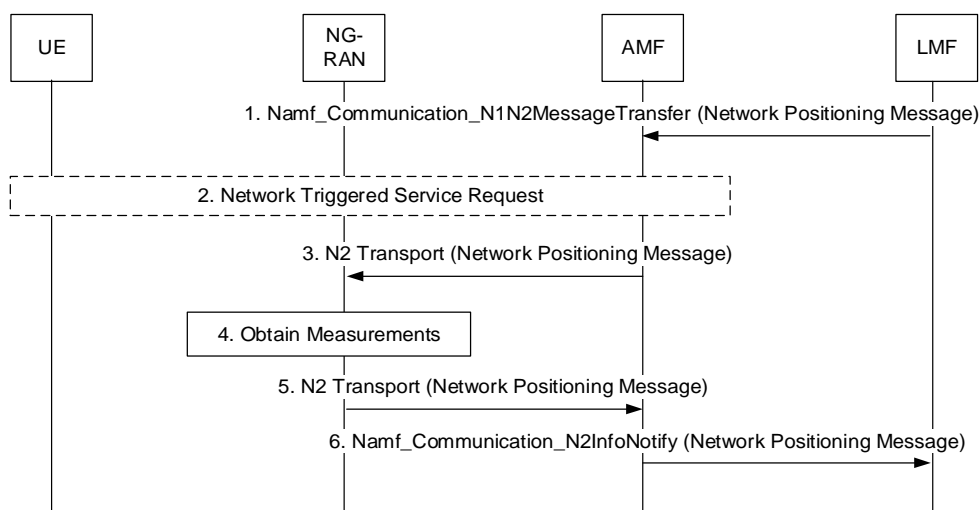 UE
NG-
RAN
AMF
LMF
1. Namf_Communication_N1N2MessageTransfer (Network Positioning Message)
2. Network Triggered Service Request
3. N2 Transport (Network Positioning Message)
4. Obtain Measurements
5. N2 Transport (Network Positioning Message)
6. Namf_Communication_N2InfoNotify (Network Positioning Message)